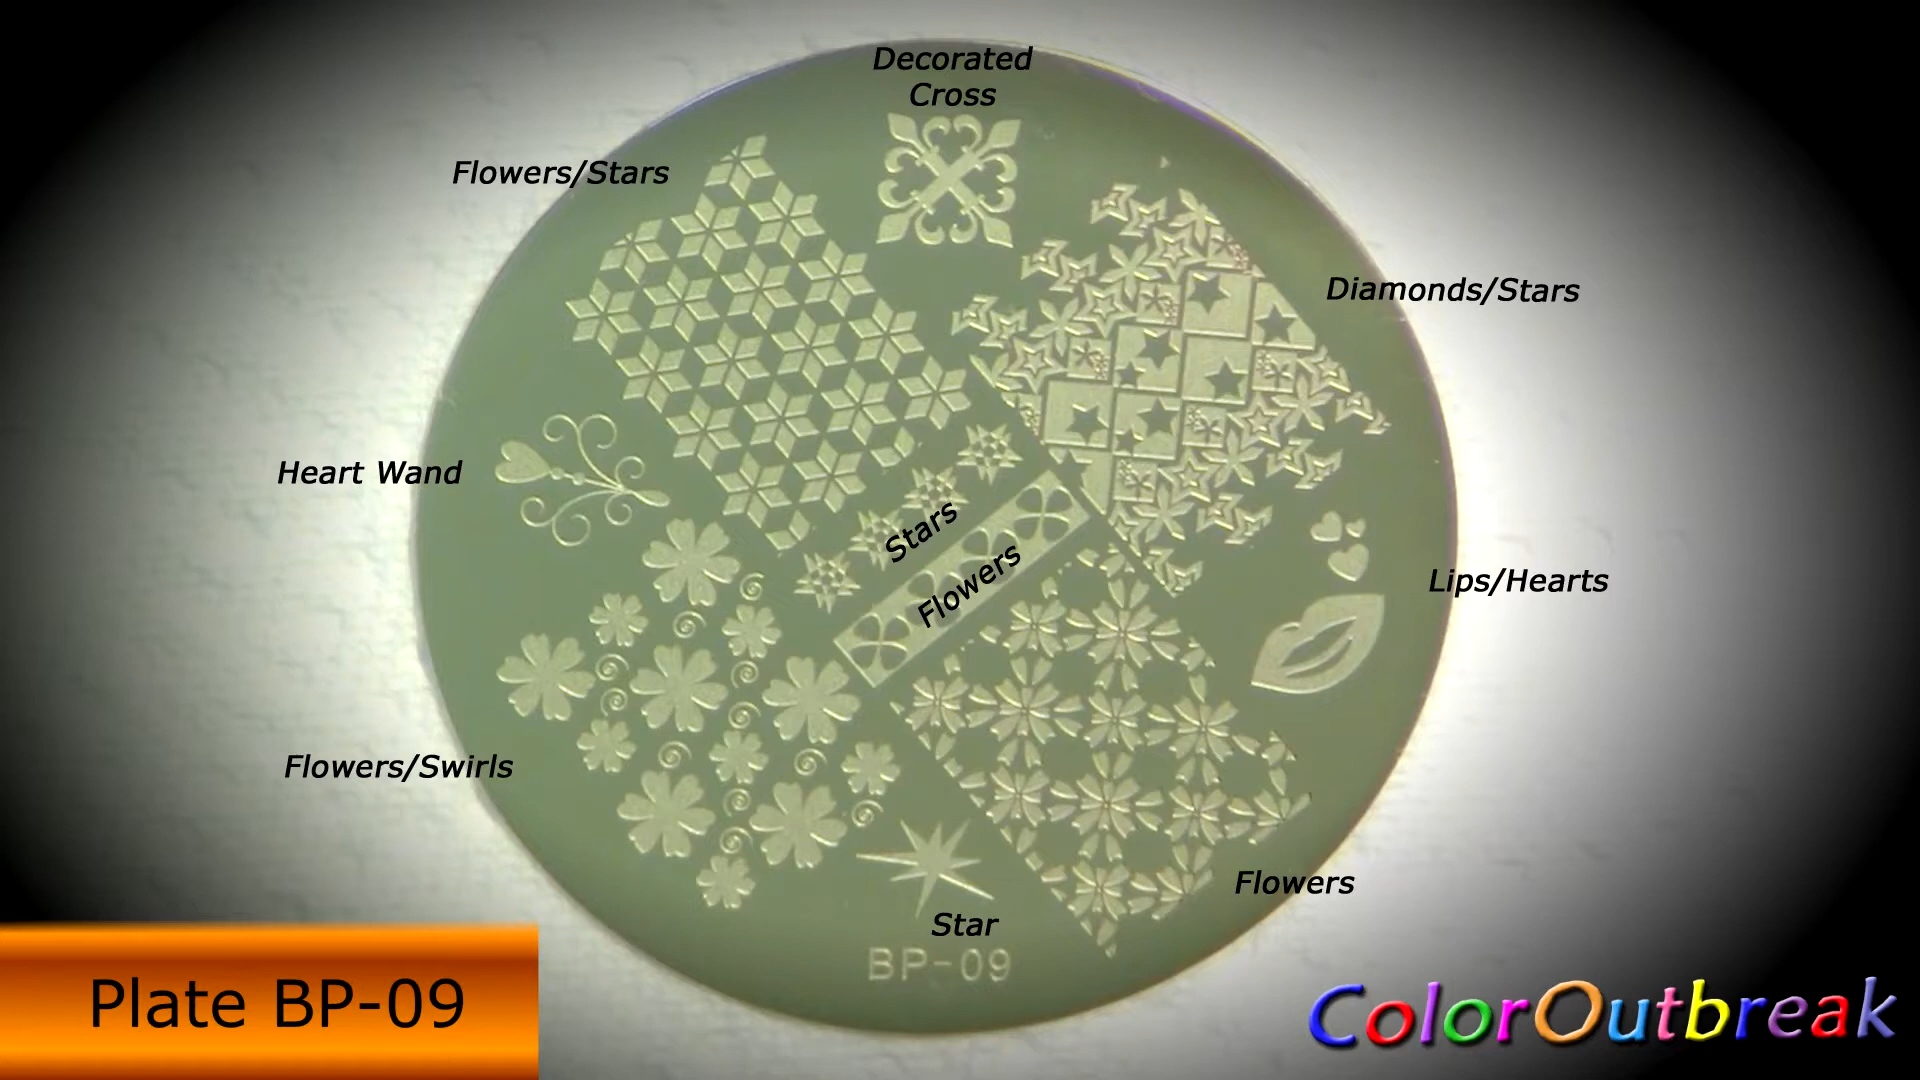 Decorated
Cross
Flowers/Stars
Diamonds/Stars
Heart Wand
Stars
Flowers
Lips/Hearts
Flowers/Swirls
Flowers
Star
BP-09
Plate BP-09
ColorOutbreak